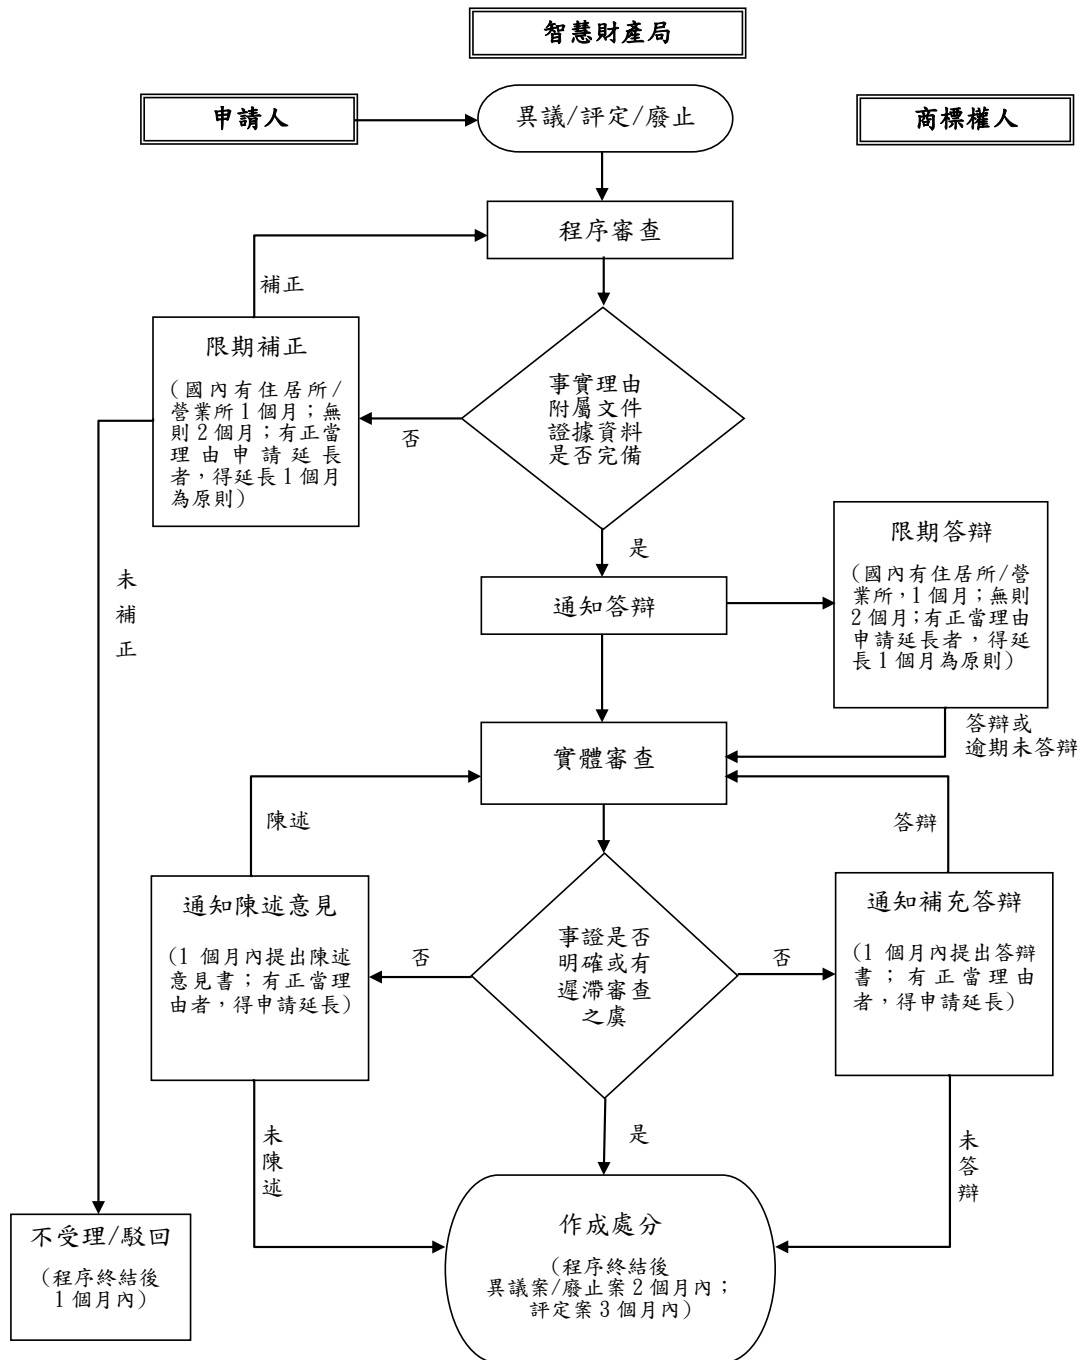 智慧財產局
申請人
異議/評定/廢止
商標權人
程序審查
補正
限期補正
(國內有住居所/
營業所1個月；無
則2個月；有正當
理由申請延長
者，得延長1個月
為原則)
否
事實理由
附屬文件
證據資料
是否完備
是
未
補
正
通知答辯
限期答辯
(國內有住居所/營
業所，1個月；無則
2個月；有正當理由
申請延長者，得延
長1個月為原則)
答辯或
逾期未答辯
實體審查
陳述
答辯
通知陳述意見
(1個月內提出陳述
意見書；有正當理
由者，得申請延長)
否
事證是否
明確或有
遲滯審查
之虞
否
通知補充答辯
(1個月內提出答辯
書；有正當理由
者，得申請延長)
未
陳
述
是
未
答
辯
不受理/駁回
(程序終結後
1個月內)
作成處分
(程序終結後
異議案/廢止案2個月內；
評定案3個月內)